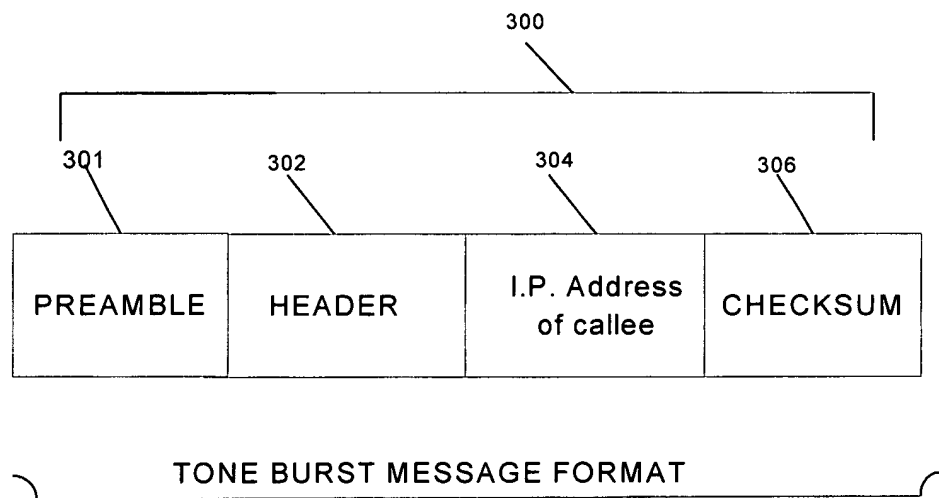 300
301
302
304
306
PREAMBLE
HEADER
I.P. Address
of callee
CHECKSUM
TONE BURST MESSAGE FORMAT